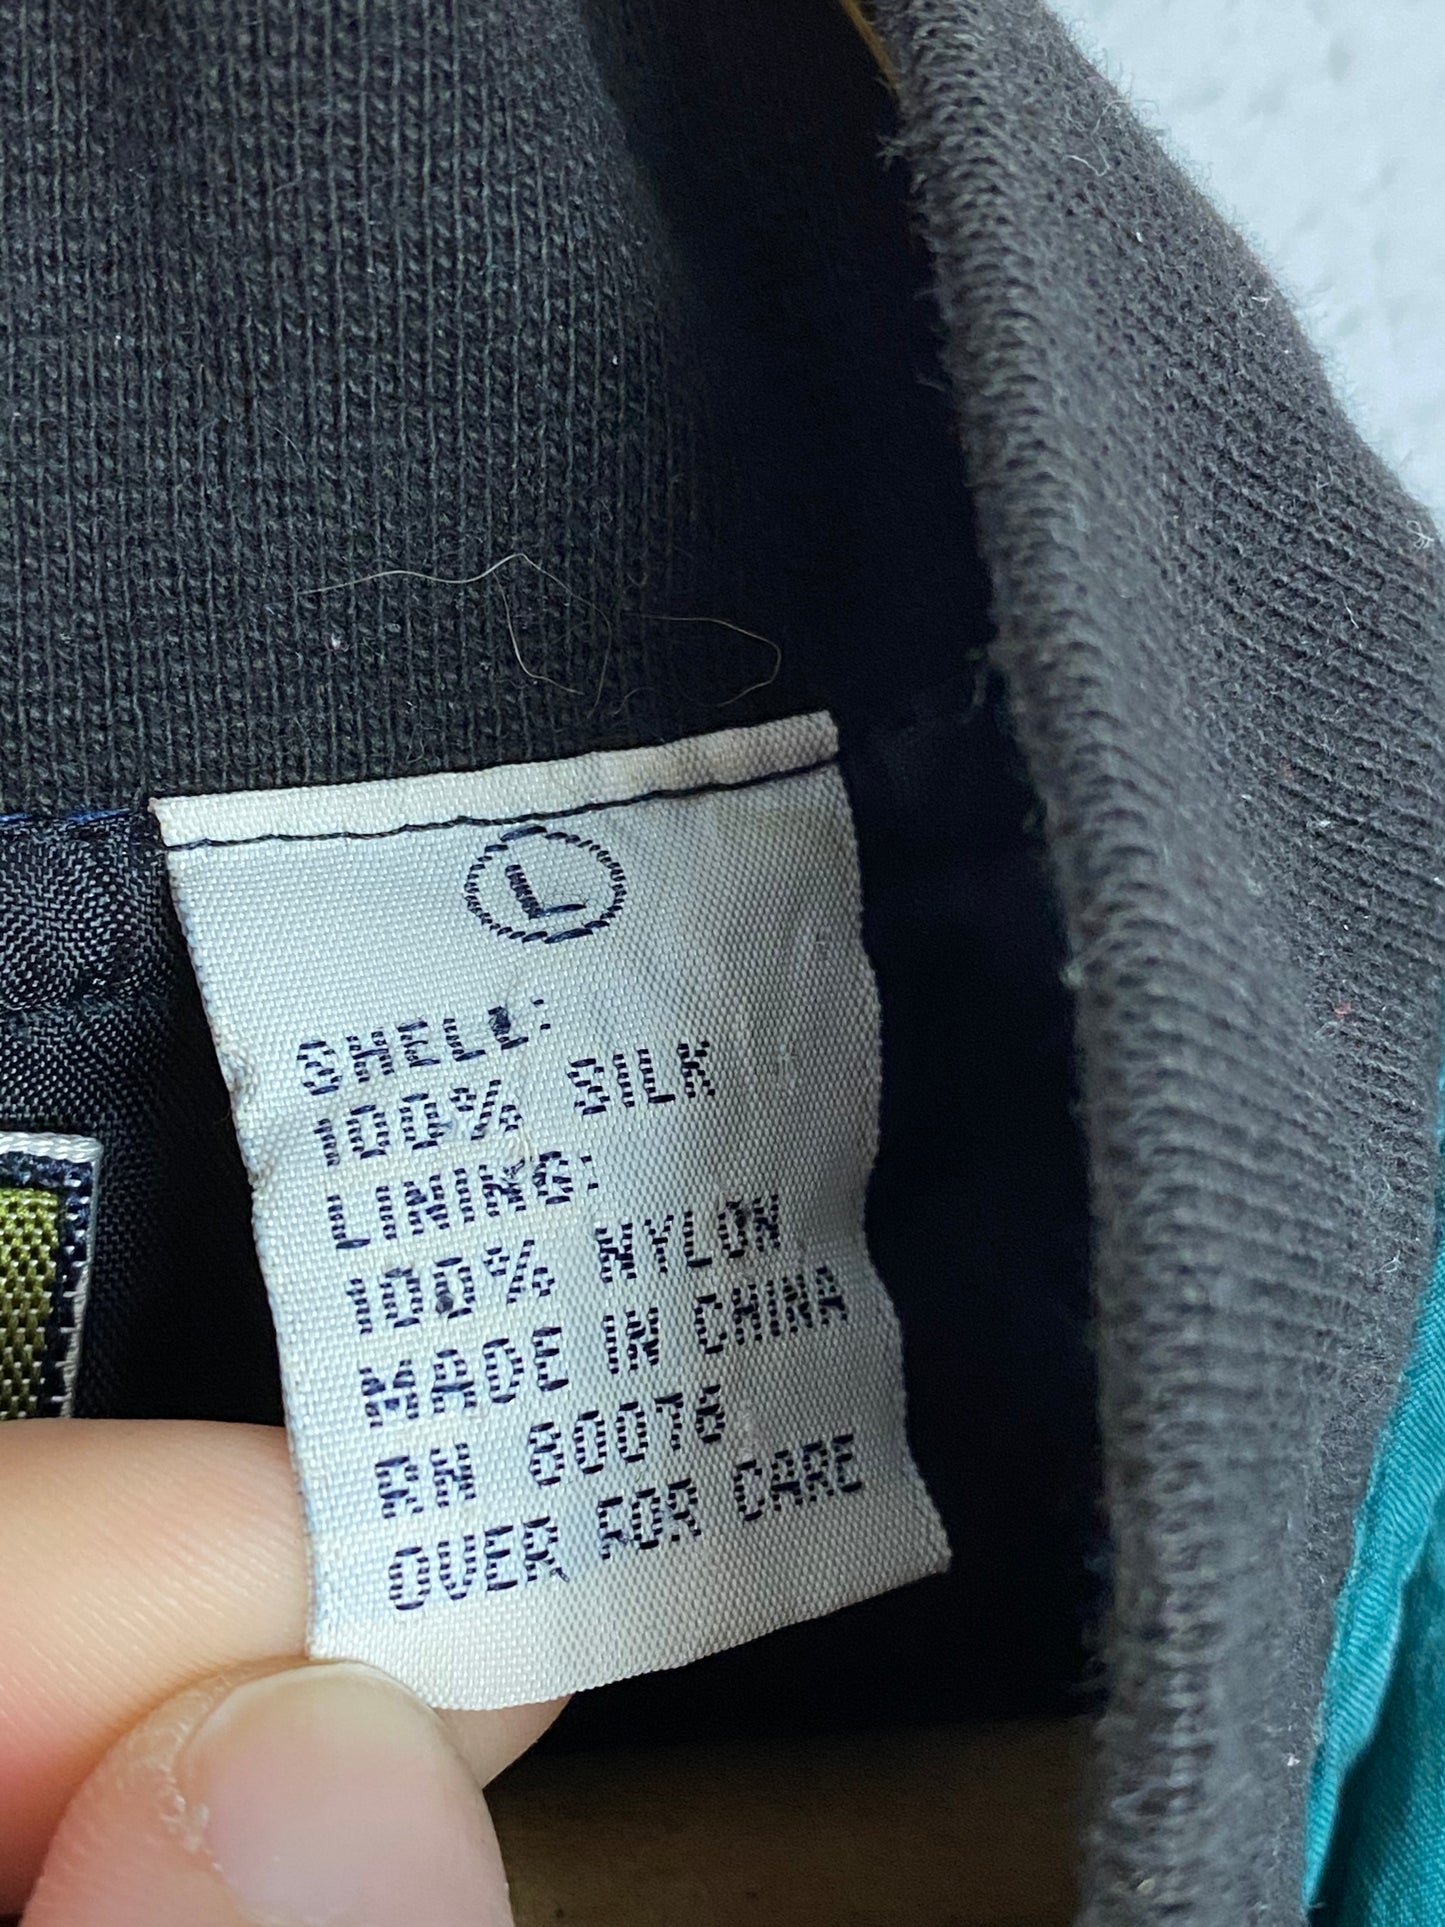 L
SHELL:
100% SILK
LINING:
100% NYLON
MADE IN CHINA
RN 80078
OVER FOR CARE